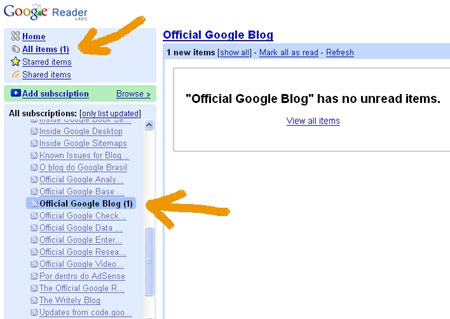 Google Reader
LABS
Home
All items (1)
Starred items
Shared items
Add subscription Browse »
All subscriptions: [only list updated]
Inside Google Book Se...
Inside Google Desktop
Inside Google Sitemaps
Known Issues for Blog...
O blog do Google Brasil
Official Google Analy...
Official Google Base ...
Official Google Blog (1)
Official Google Check...
Official Google Data ...
Official Google Enter...
Official Google Resea...
Official Google Video...
Por dentro do AdSense
The Official Google R...
The Writely Blog
Updates from code.goo...
Official Google Blog
1 new items [show all] - Mark all as read - Refresh
"Official Google Blog" has no unread items.
View all items